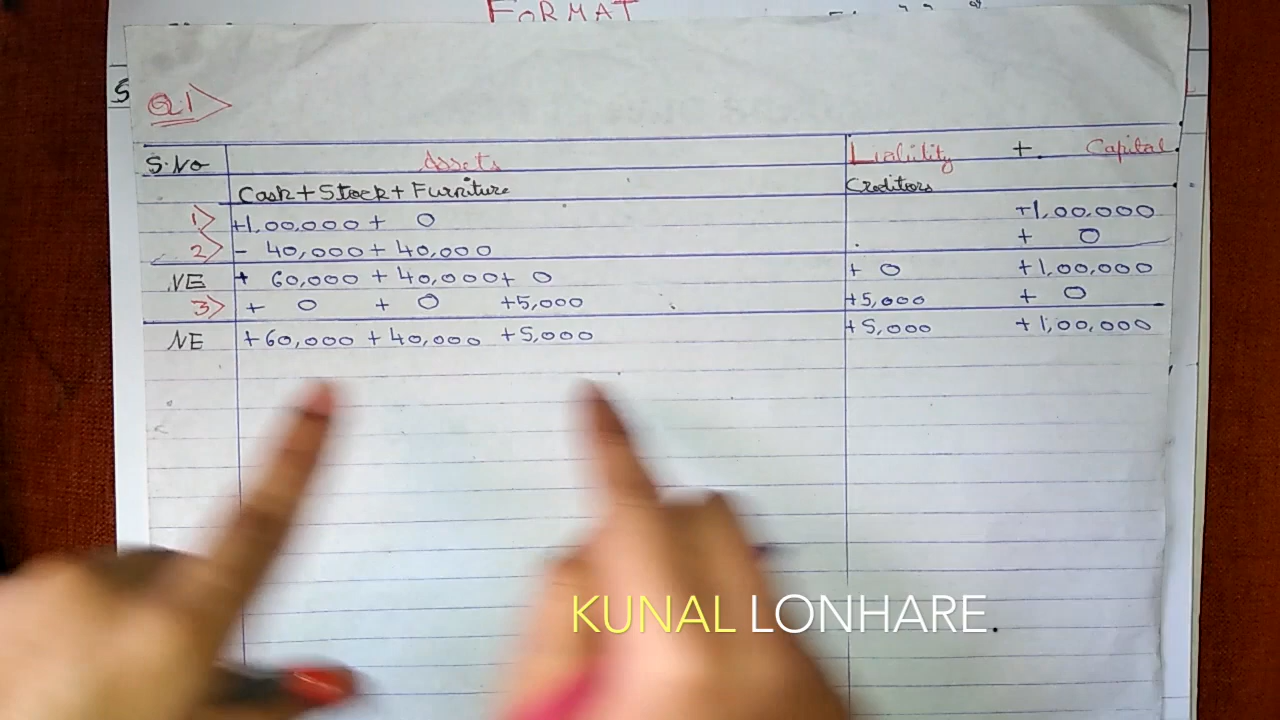 FORMAT
S
Q.1
S.No Assets Liability + Capital
Cash+Stock+Furniture Creditors
1) +1,00,000 + 0 +1,00,000
2) - 40,000 + 40,000 + 0
NE + 60,000 + 40,000 + 0 + 0 +1,00,000
3) + 0 + 0 +5,000 +5,000 + 0
NE +60,000 +40,000 +5,000 +5,000 +1,00,000
KUNAL LONHARE